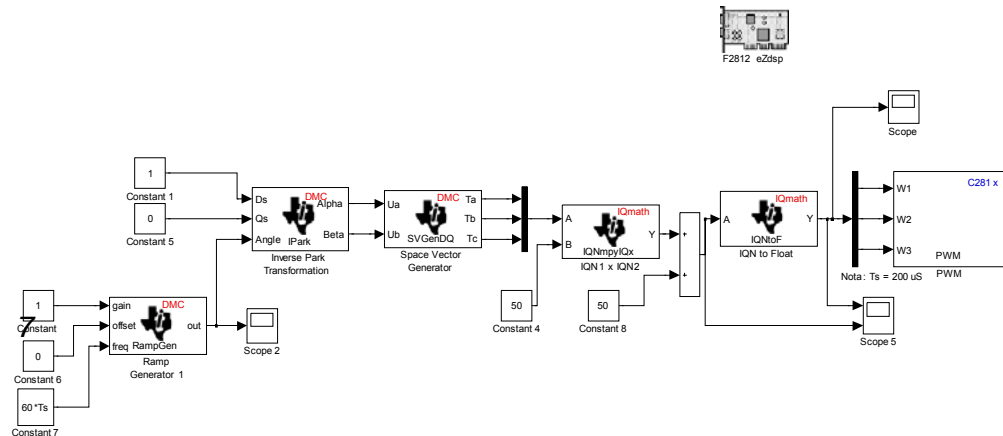 F2812 eZdsp
Scope
1
Constant 1
0
Constant 5
DMC
Ds
Qs
Angle
Alpha
Beta
IPark
Inverse Park
Transformation
DMC
Ua
Ub
Ta
Tb
Tc
SVGenDQ
Space Vector
Generator
IQmath
A
B
Y
IQNmpyIQx
IQN1 x IQN2
50
Constant 4
50
Constant 8
+
+
IQmath
A
Y
IQNtoF
IQN to Float
C281 x
W1
W2
W3
PWM
PWM
Nota: Ts = 200 uS
Scope 5
1
Constant
7
0
Constant 6
60 *Ts
Constant 7
DMC
gain
offset
freq
out
RampGen
Ramp
Generator 1
Scope 2